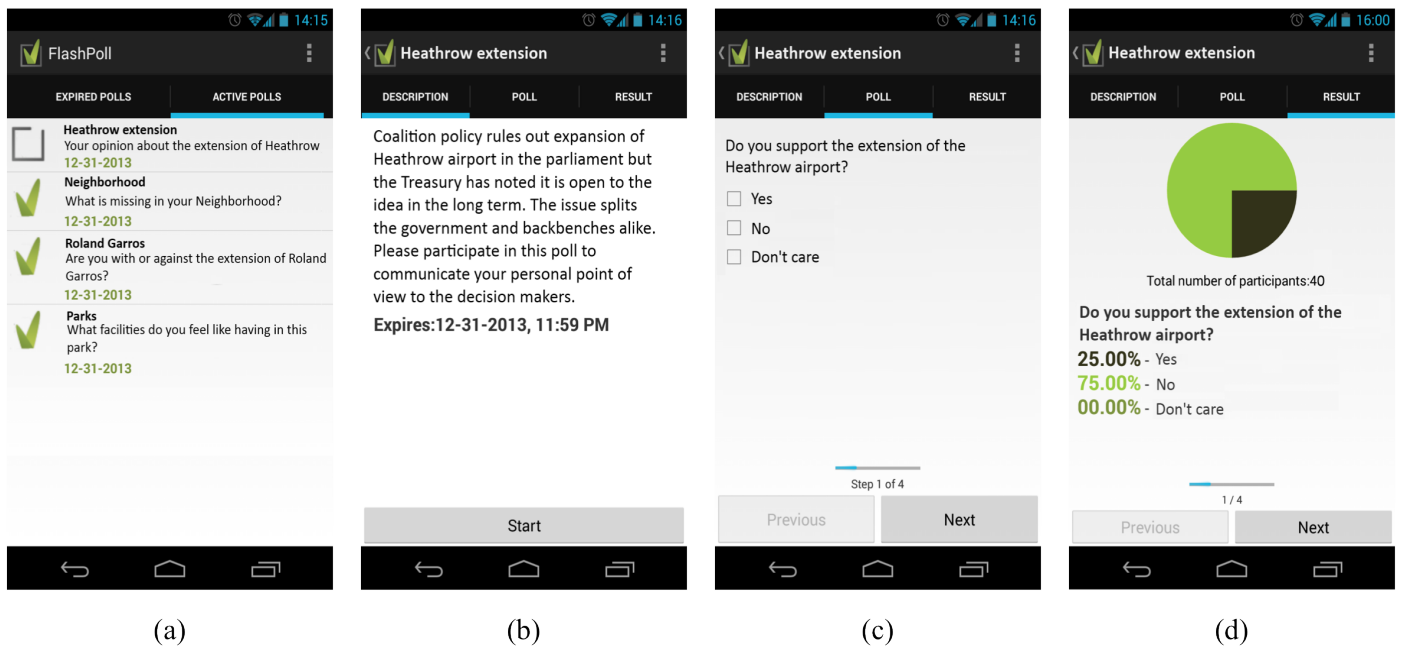 14:15
FlashPoll
EXPIRED POLLS
ACTIVE POLLS
Heathrow extension
Your opinion about the extension of Heathrow
12-31-2013
Neighborhood
What is missing in your Neighborhood?
12-31-2013
Roland Garros
Are you with or against the extension of Roland
Garros?
12-31-2013
Parks
What facilities do you feel like having in this
park?
12-31-2013
(a)
14:16
Heathrow extension
DESCRIPTION
POLL
RESULT
Coalition policy rules out expansion of
Heathrow airport in the parliament but
the Treasury has noted it is open to the
idea in the long term. The issue splits
the government and backbenches alike.
Please participate in this poll to
communicate your personal point of
view to the decision makers.
Expires:12-31-2013, 11:59 PM
Start
(b)
14:16
Heathrow extension
DESCRIPTION
POLL
RESULT
Do you support the extension of the
Heathrow airport?
Yes
No
Don't care
Step 1 of 4
Previous
Next
(c)
16:00
Heathrow extension
DESCRIPTION
POLL
RESULT
Total number of participants:40
Do you support the extension of the
Heathrow airport?
25.00% - Yes
75.00% - No
00.00% - Don't care
1 / 4
Previous
Next
(d)